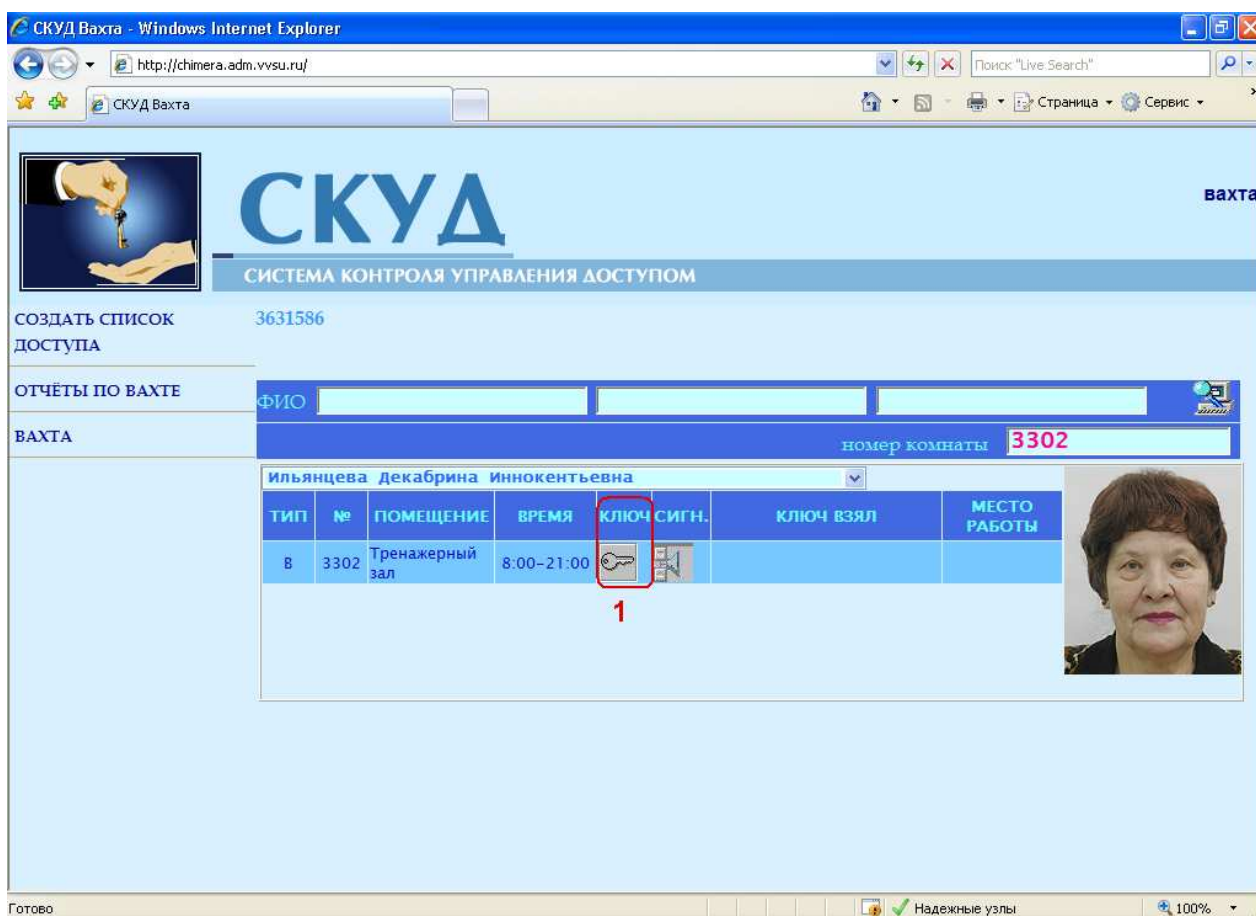 СКУД Вахта - Windows Internet Explorer
http://chimera.adm.vvsu.ru/
Поиск "Live Search"
СКУД Вахта
Страница
Сервис
СКУД
вахта
СИСТЕМА КОНТРОЛЯ УПРАВЛЕНИЯ ДОСТУПОМ
СОЗДАТЬ СПИСОК
ДОСТУПА
3631586
ОТЧЁТЫ ПО ВАХТЕ
ФИО
ВАХТА
номер комнаты 3302
Ильянцева Декабрина Иннокентьевна
ТИП № ПОМЕЩЕНИЕ ВРЕМЯ КЛЮЧ СИГН. КЛЮЧ ВЗЯЛ МЕСТО
РАБОТЫ
В 3302 Тренажерный
зал 8:00-21:00
1
Готово
Надежные узлы
100%